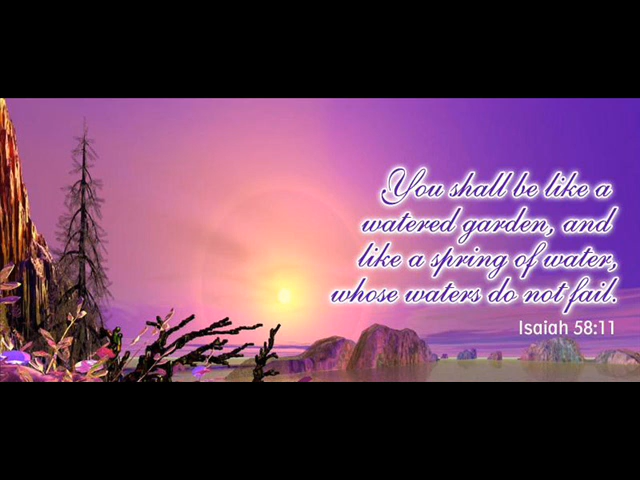 You shall be like a
watered garden, and
like a spring of water,
whose waters do not fail.
Isaiah 58:11